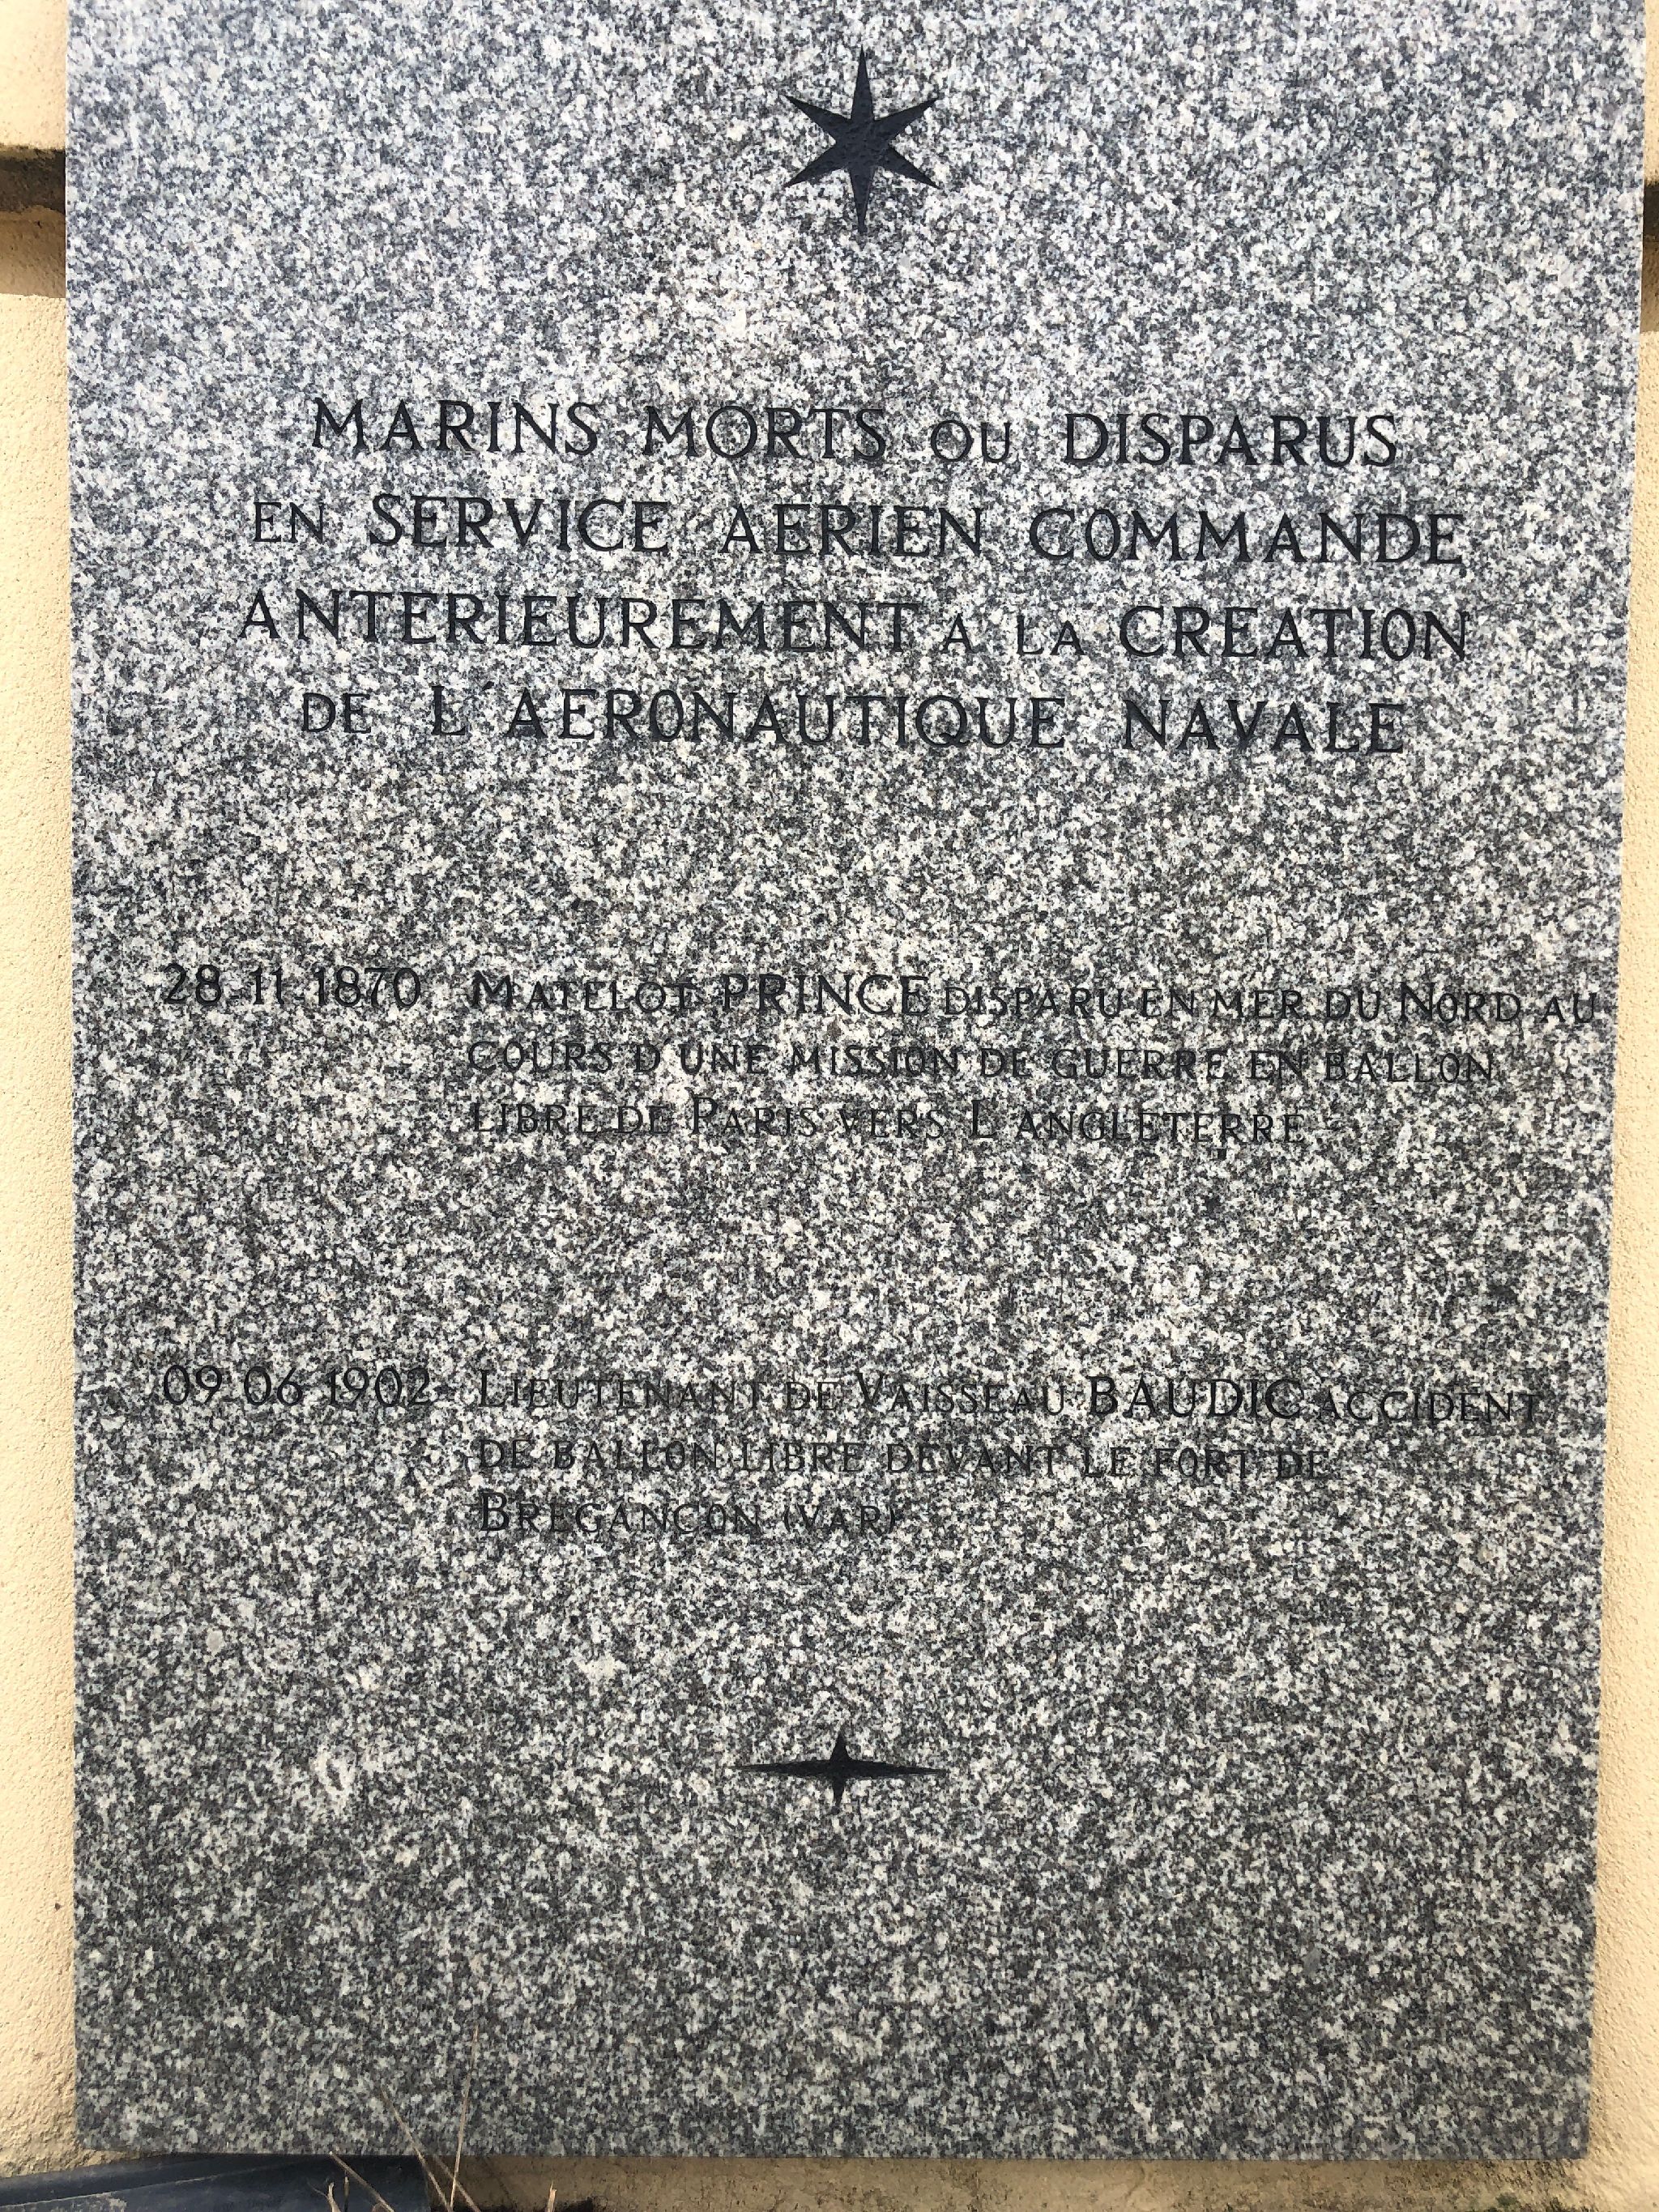 MARINS MORTS OU DISPARUS
EN SERVICE AERIEN COMMANDE
ANTERIEUREMENT A LA CREATION
DE L'AERONAUTIQUE NAVALE
28-11-1870 MATELOT PRINCE DISPARU EN MER DU NORD AU
COURS D'UNE MISSION DE GUERRE EN BALLON
LIBRE DE PARIS VERS L'ANGLETERRE
09-06-1902 LIEUTENANT DE VAISSEAU BAUDIC ACCIDENT
DE BALLON LIBRE DEVANT LE FORT DE
BREGANCON (VAR)